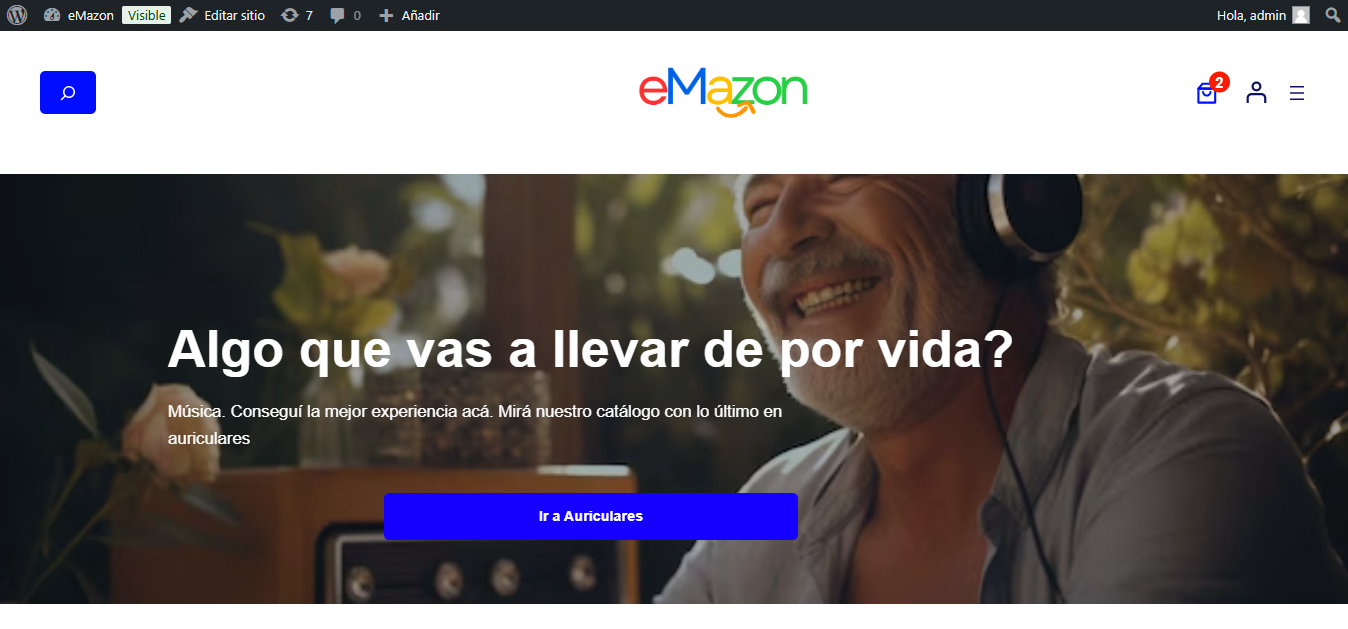 eMazon Visible Editar sitio 7 0 Añadir Hola, admin
eMazon 2
Algo que vas a llevar de por vida?
Música. Conseguí la mejor experiencia acá. Mirá nuestro catálogo con lo último en
auriculares
Ir a Auriculares